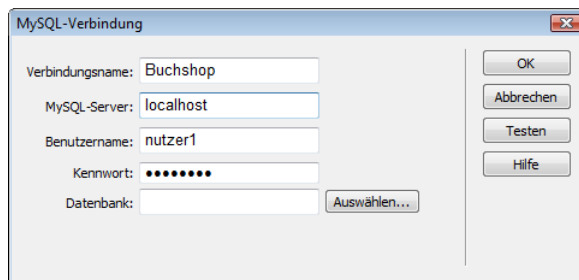 MySQL-Verbindung
Verbindungsname: Buchshop
MySQL-Server: localhost
Benutzername: nutzer1
Kennwort: ••••••••
Datenbank: Auswählen...
OK
Abbrechen
Testen
Hilfe